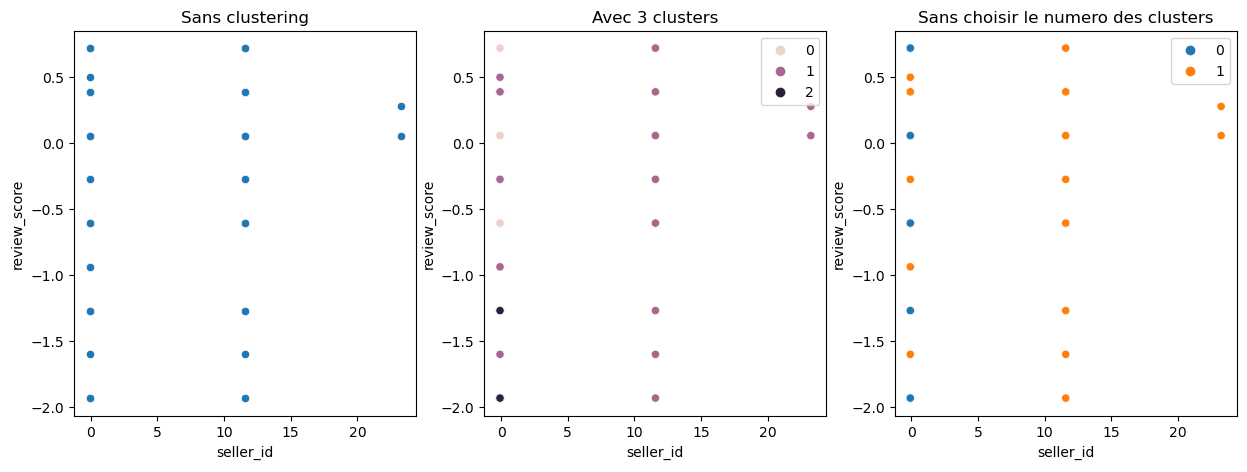 Sans clustering
review_score
0.5
0.0
−0.5
−1.0
−1.5
−2.0
0 5 10 15 20
seller_id
Avec 3 clusters
0
1
2
review_score
0.5
0.0
−0.5
−1.0
−1.5
−2.0
0 5 10 15 20
seller_id
Sans choisir le numero des clusters
0
1
review_score
0.5
0.0
−0.5
−1.0
−1.5
−2.0
0 5 10 15 20
seller_id